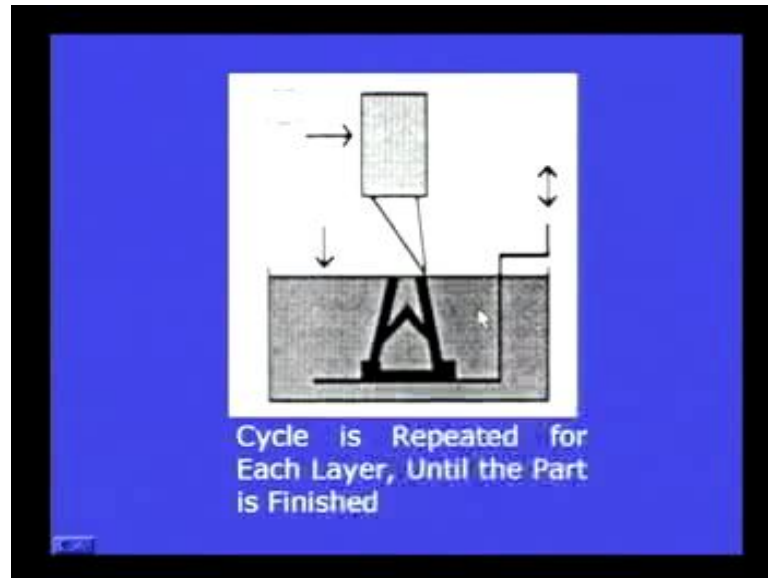 Cycle is Repeated for
Each Layer, Until the Part
is Finished